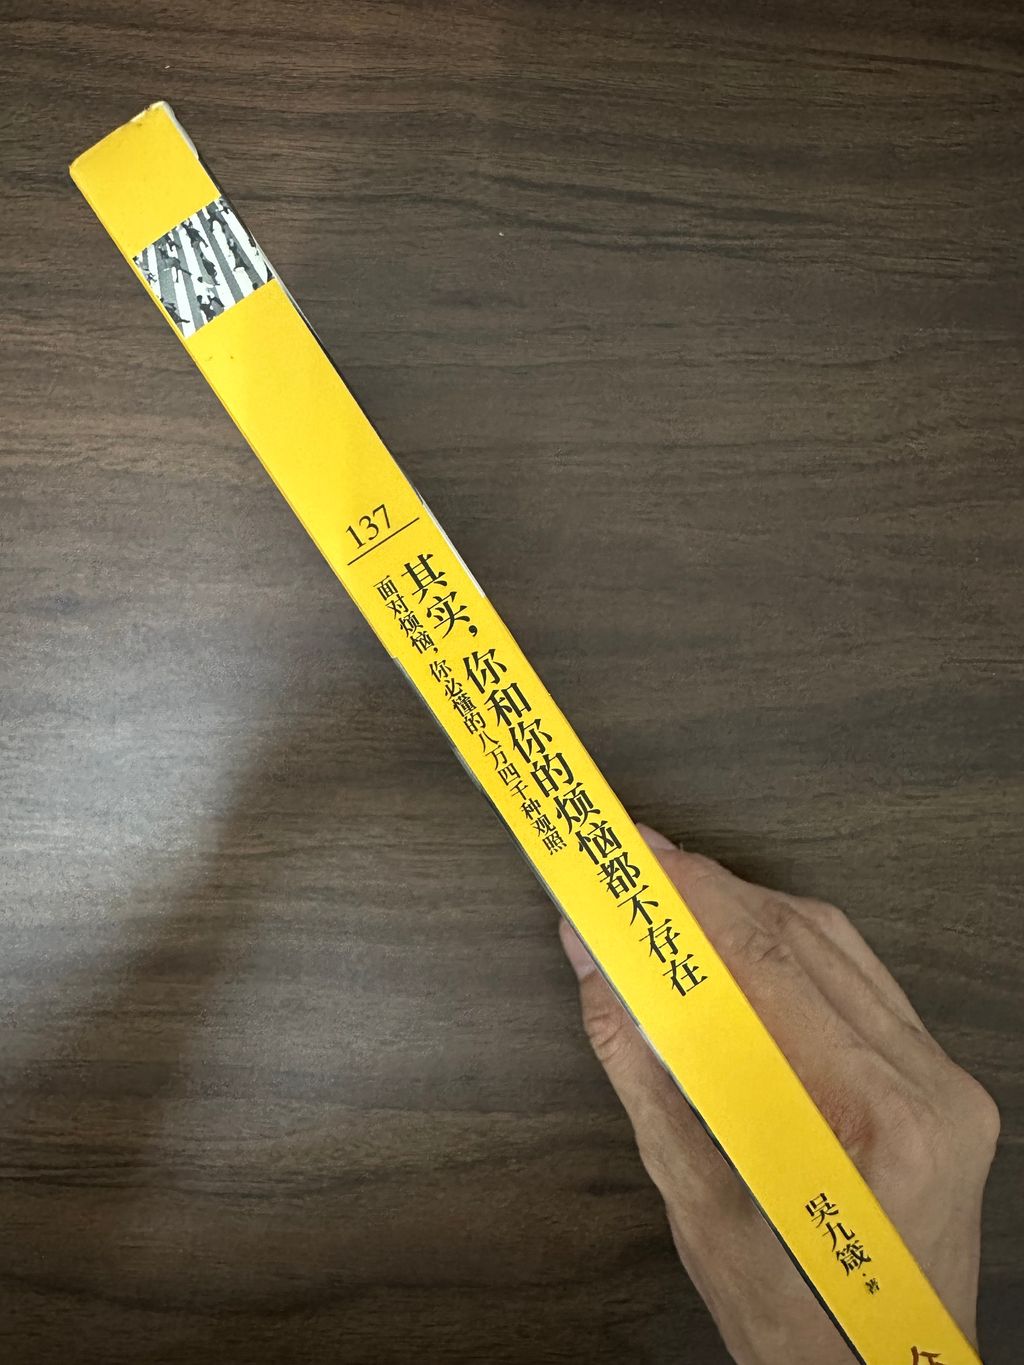 137
其实，你和你的烦恼都不存在
面对烦恼，你必懂的八万四千种观照
吳九箴·著